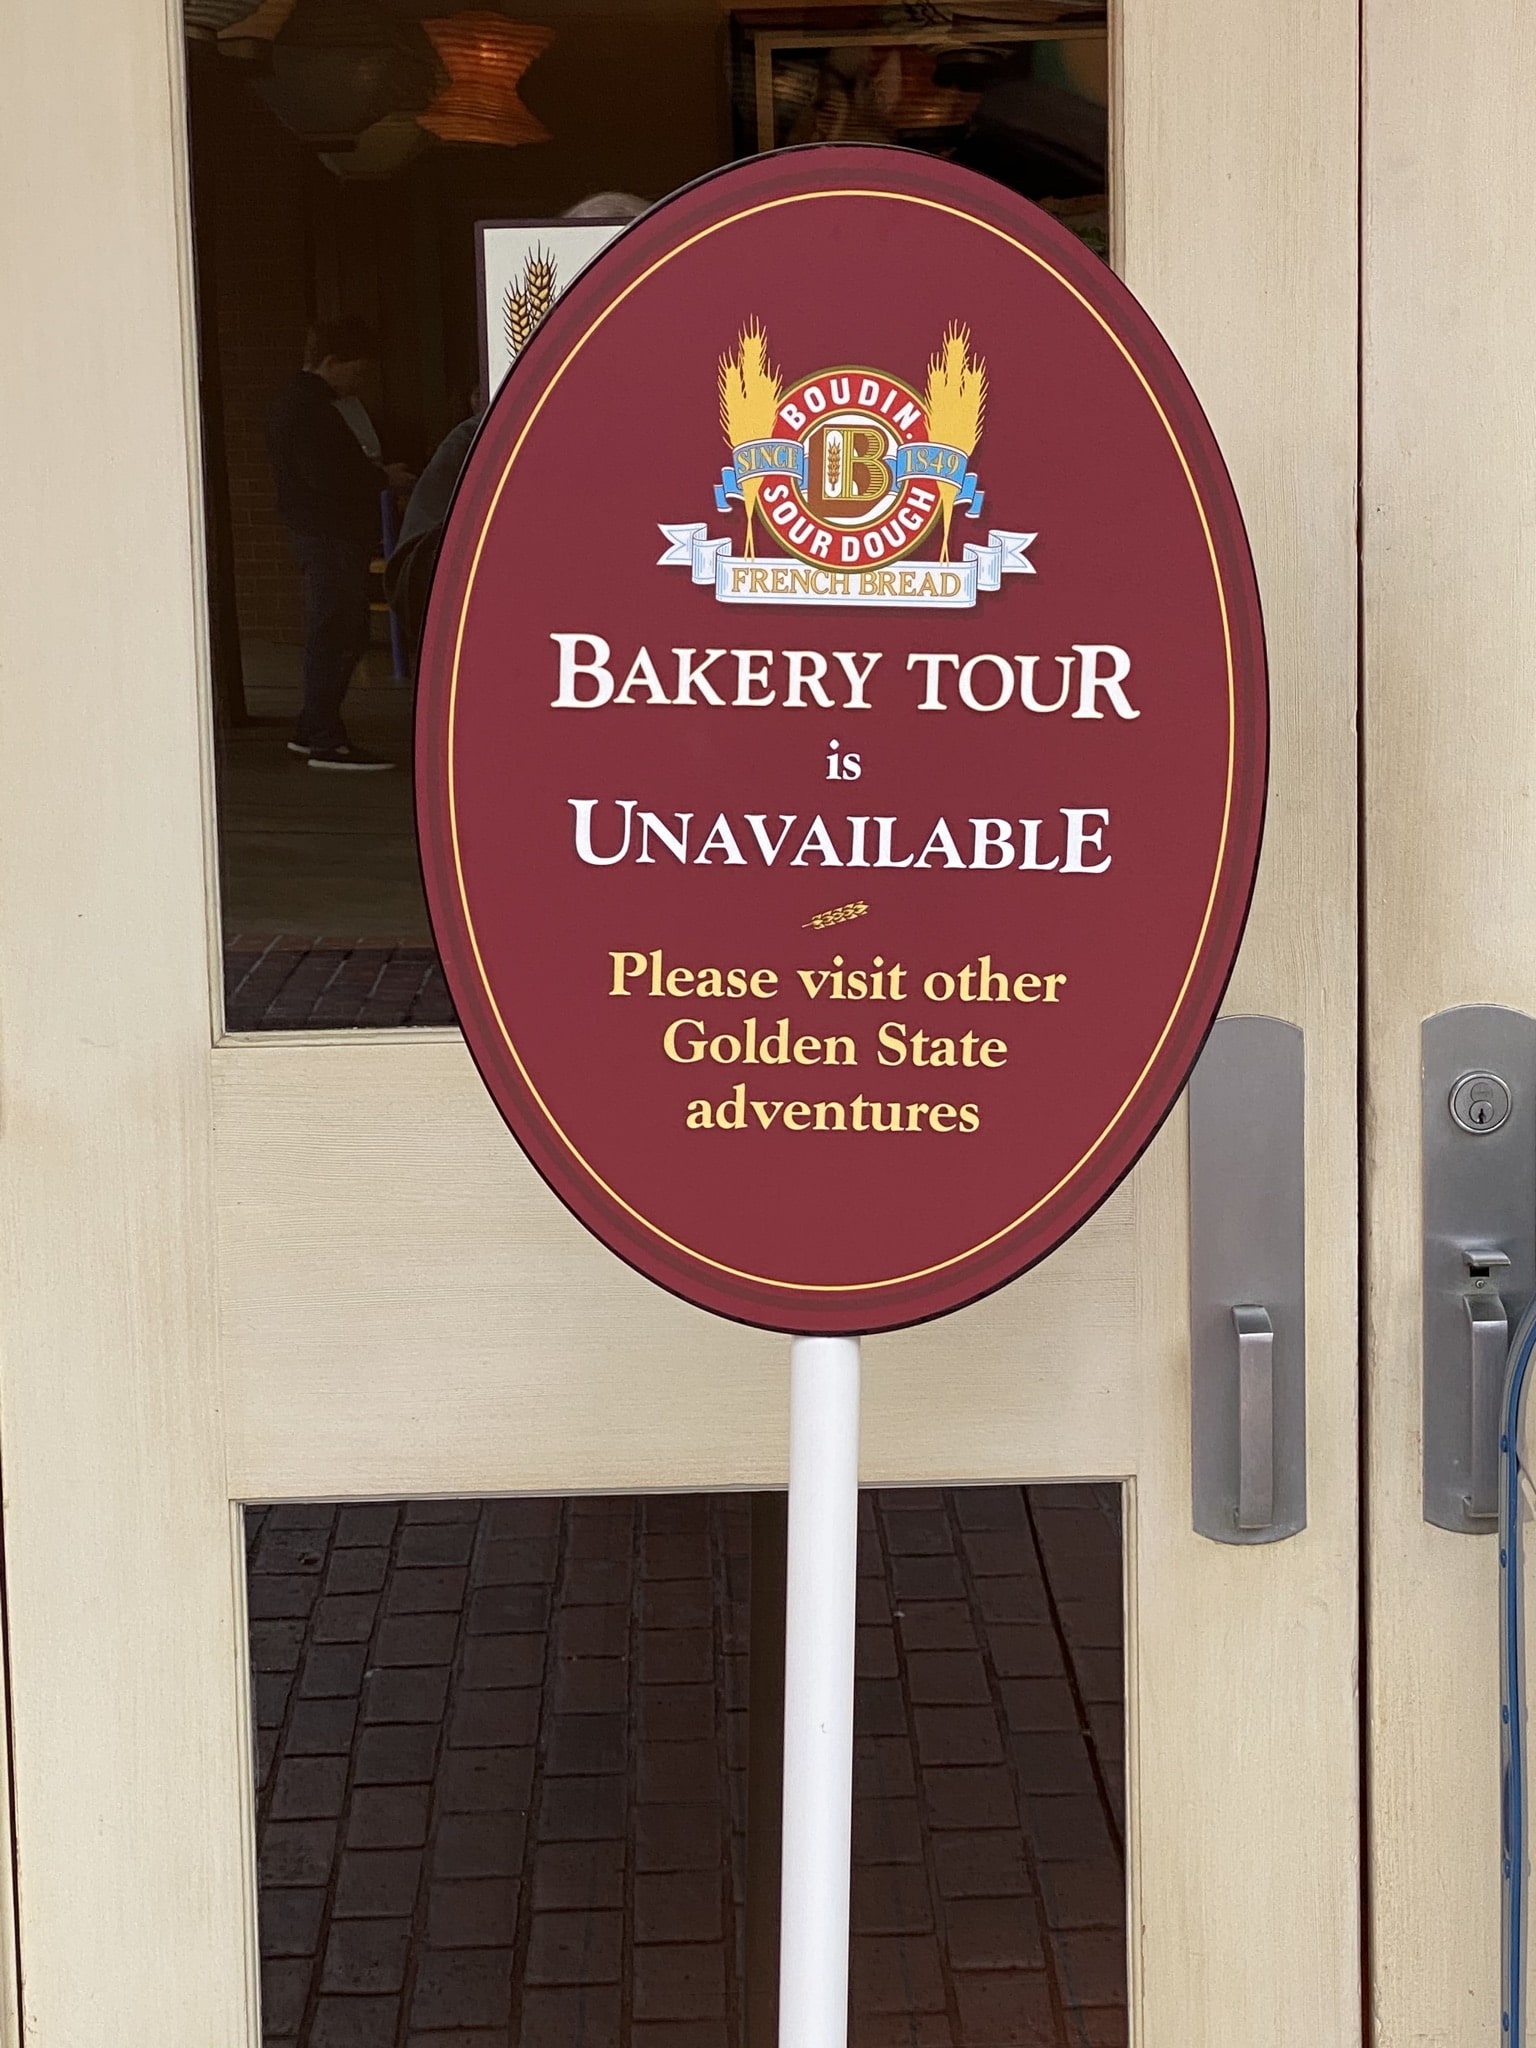 BOUDIN
SINCE B 1849
SOUR DOUGH
FRENCH BREAD
BAKERY TOUR
is
UNAVAILABLE
Please visit other
Golden State
adventures